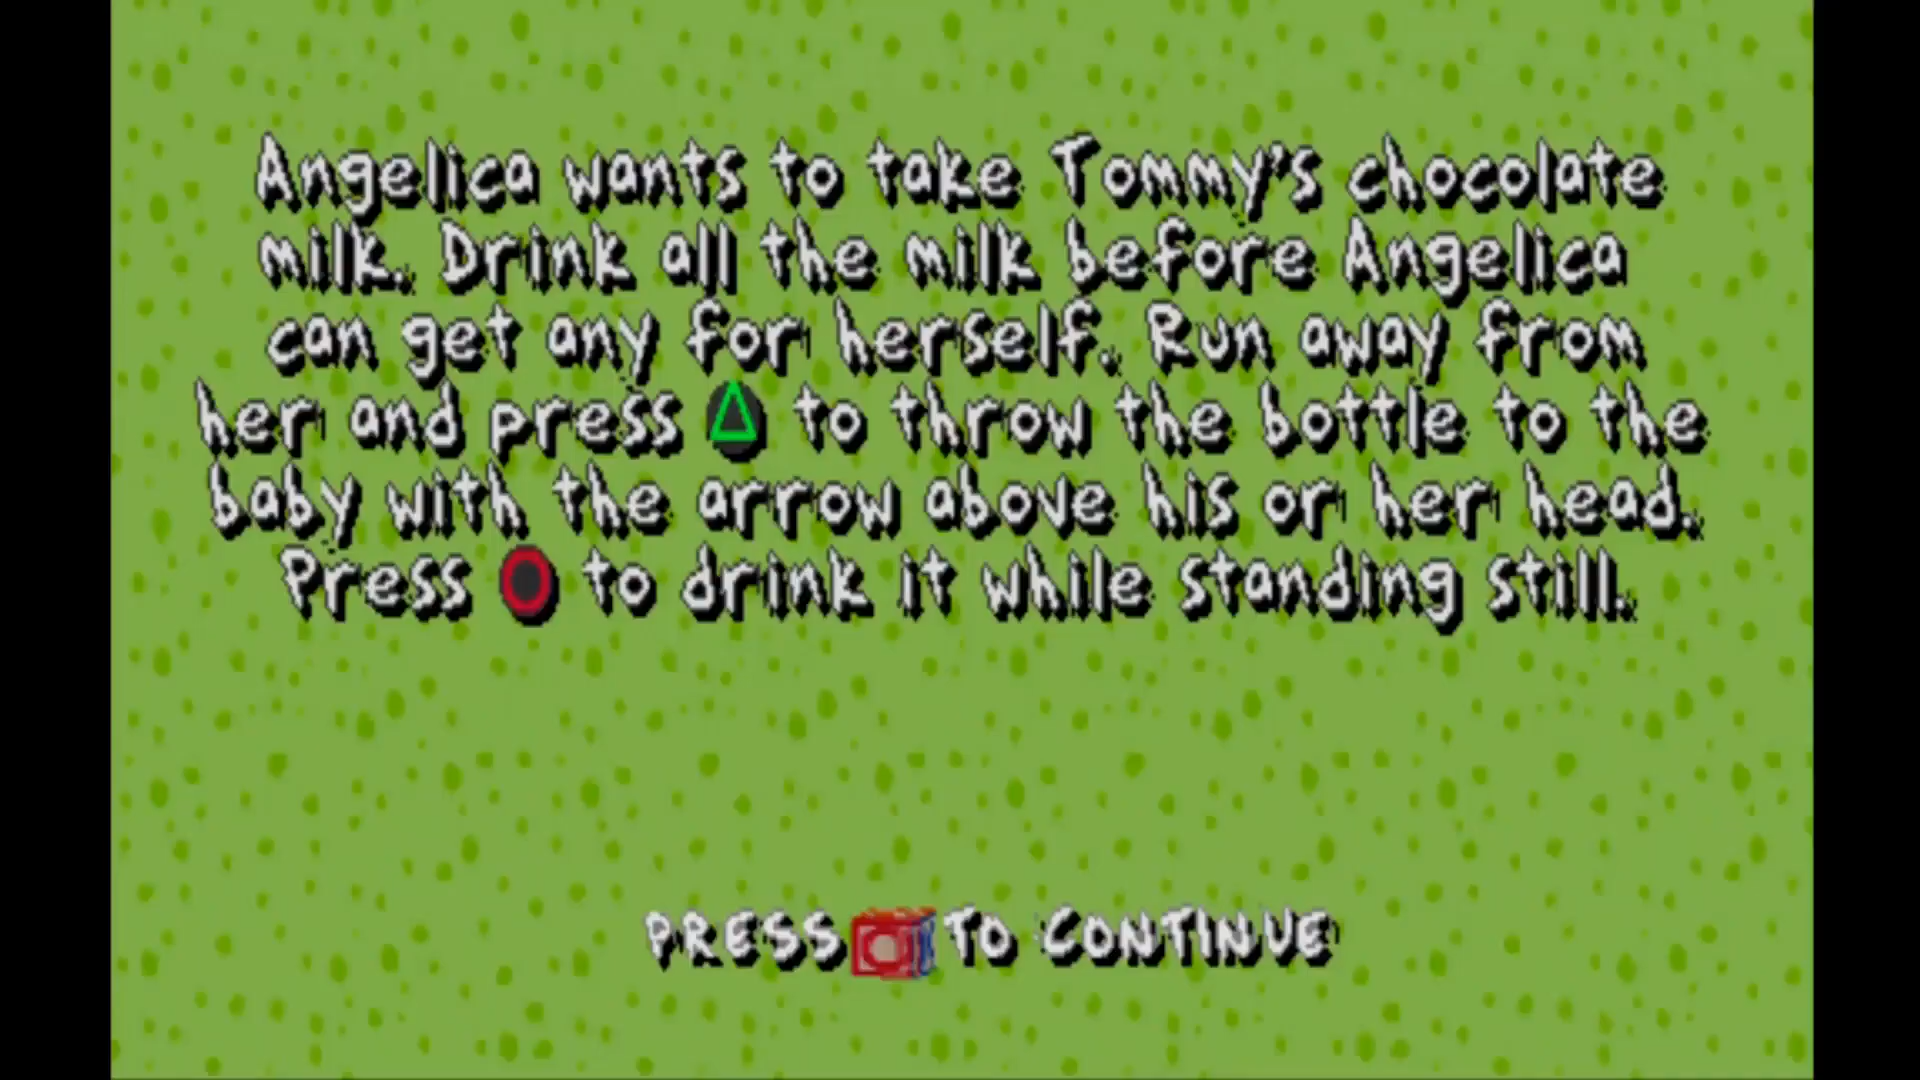 Angelica wants to take Tommy's chocolate
milk. Drink all the milk before Angelica
can get any for herself. Run away from
her and press △ to throw the bottle to the
baby with the arrow above his or her head.
Press O to drink it while standing still.
PRESS TO CONTINUE